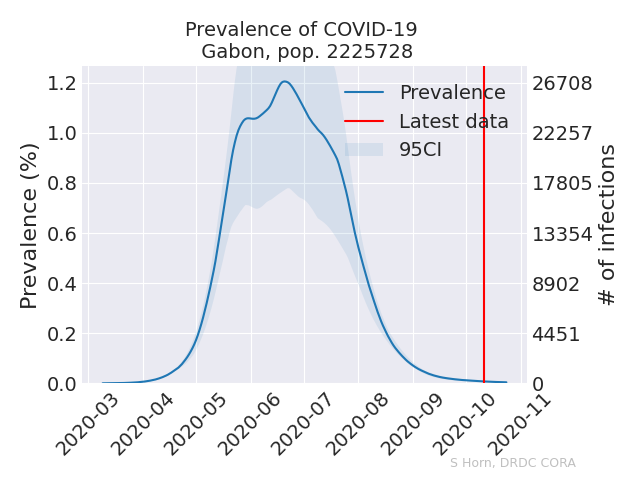 Prevalence of COVID-19
Gabon, pop. 2225728
Prevalence (%)
1.2
1.0
0.8
0.6
0.4
0.2
0.0
Prevalence
Latest data
95CI
26708
22257
17805
13354
8902
4451
0
# of infections
2020-03
2020-04
2020-05
2020-06
2020-07
2020-08
2020-09
2020-10
2020-11
S Horn, DRDC CORA